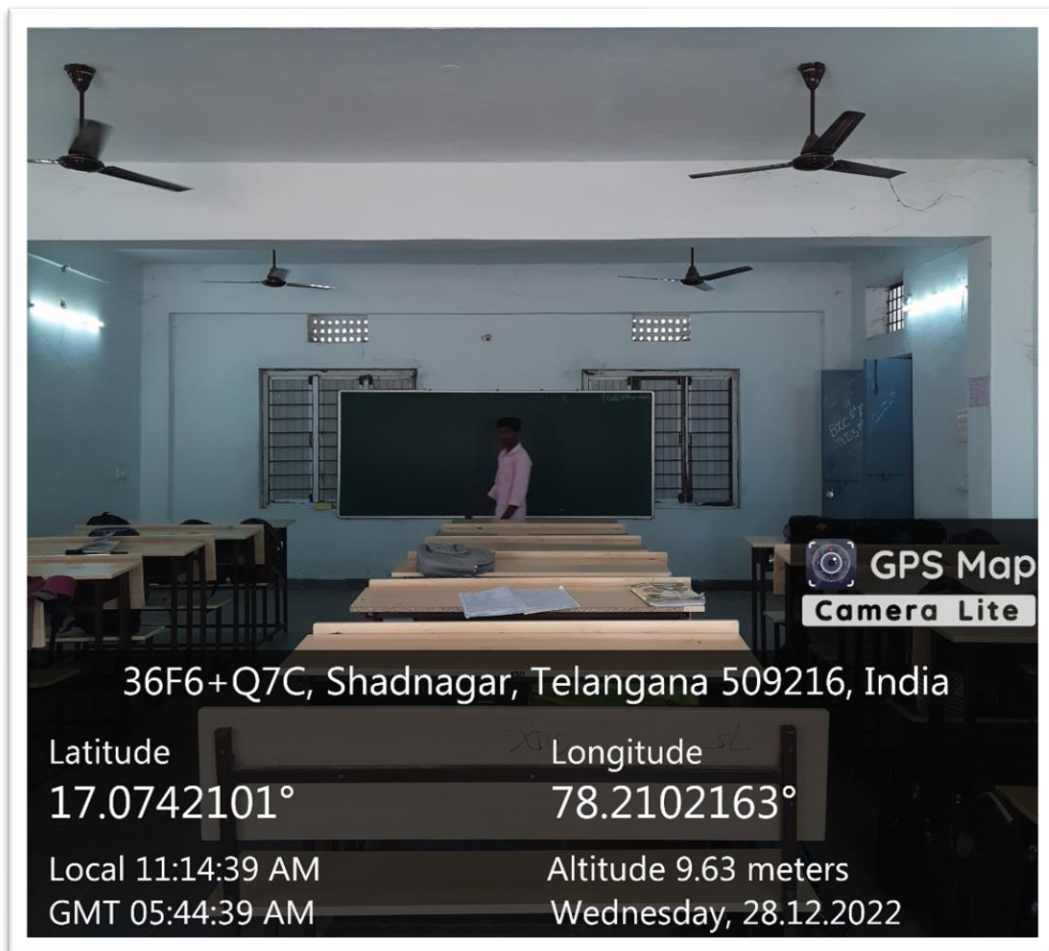 GPS Map
Camera Lite
36F6+Q7C, Shadnagar, Telangana 509216, India
Latitude
Longitude
17.0742101°
78.2102163°
Local 11:14:39 AM
Altitude 9.63 meters
GMT 05:44:39 AM
Wednesday, 28.12.2022